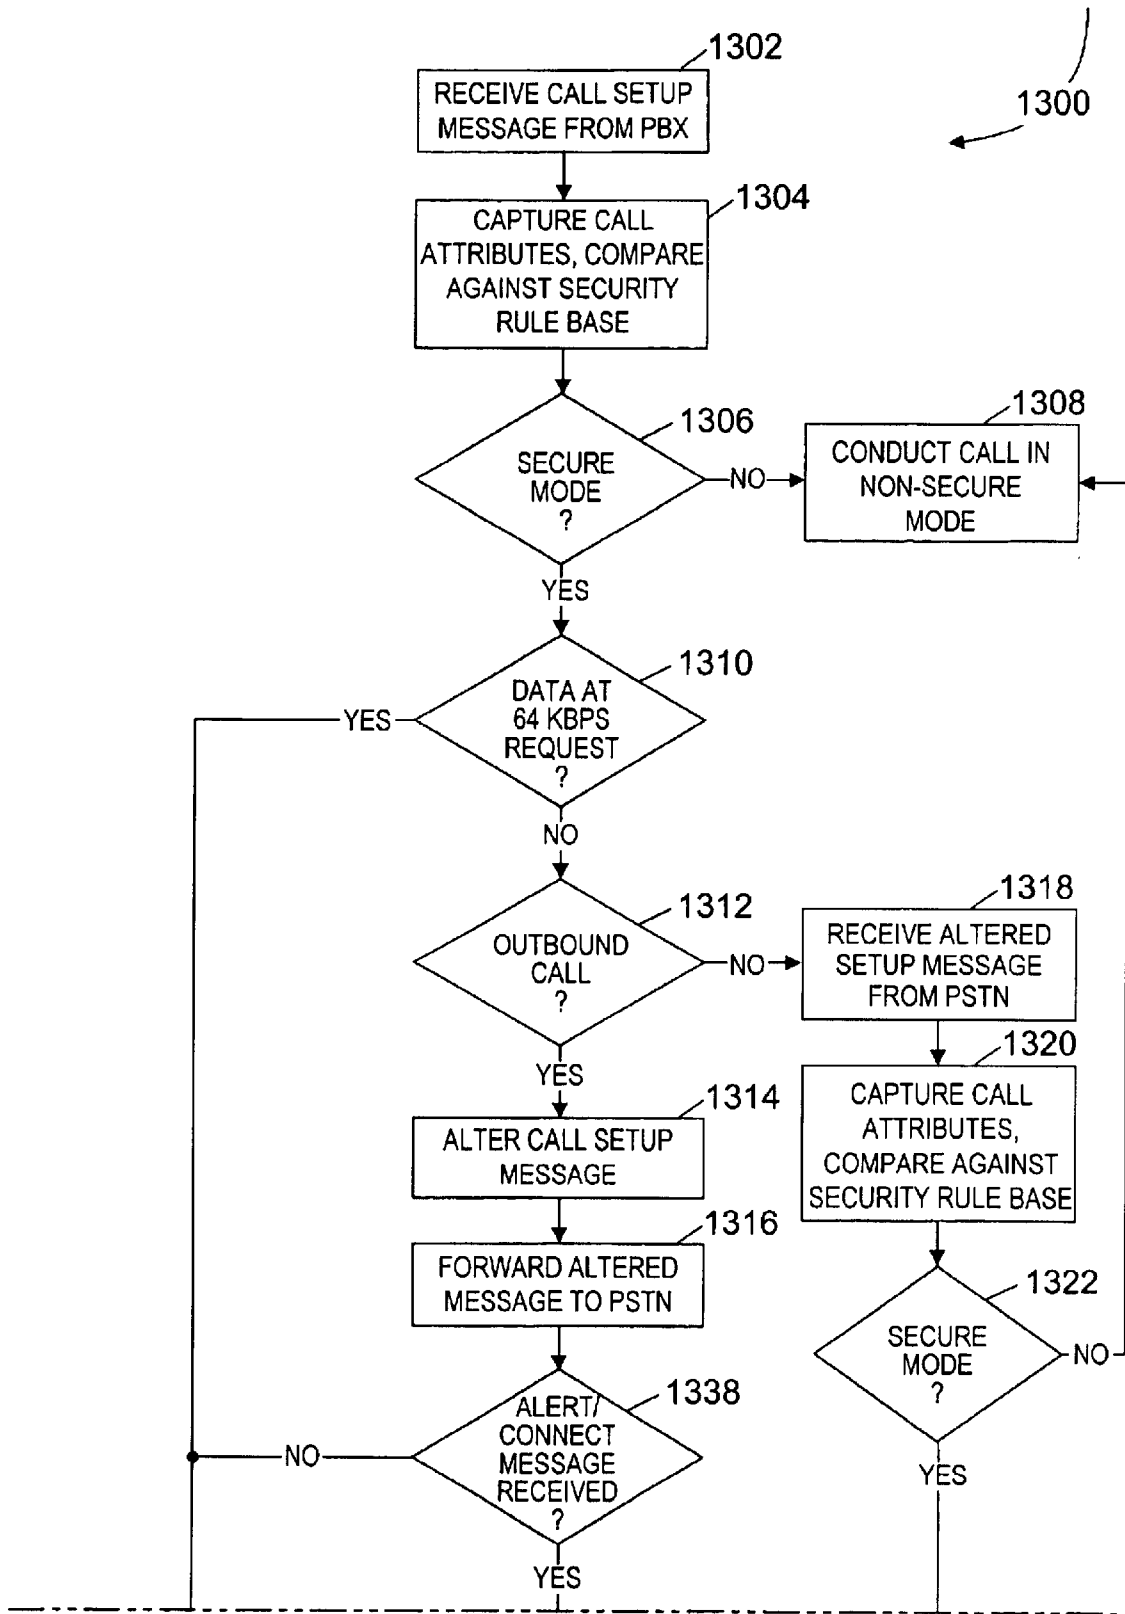 1302
RECEIVE CALL SETUP
MESSAGE FROM PBX
1300
1304
CAPTURE CALL
ATTRIBUTES, COMPARE
AGAINST SECURITY
RULE BASE
1306
SECURE
MODE
?
NO
1308
CONDUCT CALL IN
NON-SECURE
MODE
YES
1310
DATA AT
64 KBPS
REQUEST
?
YES
NO
1312
OUTBOUND
CALL
?
NO
1318
RECEIVE ALTERED
SETUP MESSAGE
FROM PSTN
YES
1314
ALTER CALL SETUP
MESSAGE
1320
CAPTURE CALL
ATTRIBUTES,
COMPARE AGAINST
SECURITY RULE BASE
1316
FORWARD ALTERED
MESSAGE TO PSTN
1322
SECURE
MODE
?
NO
YES
1338
ALERT/
CONNECT
MESSAGE
RECEIVED
?
NO
YES